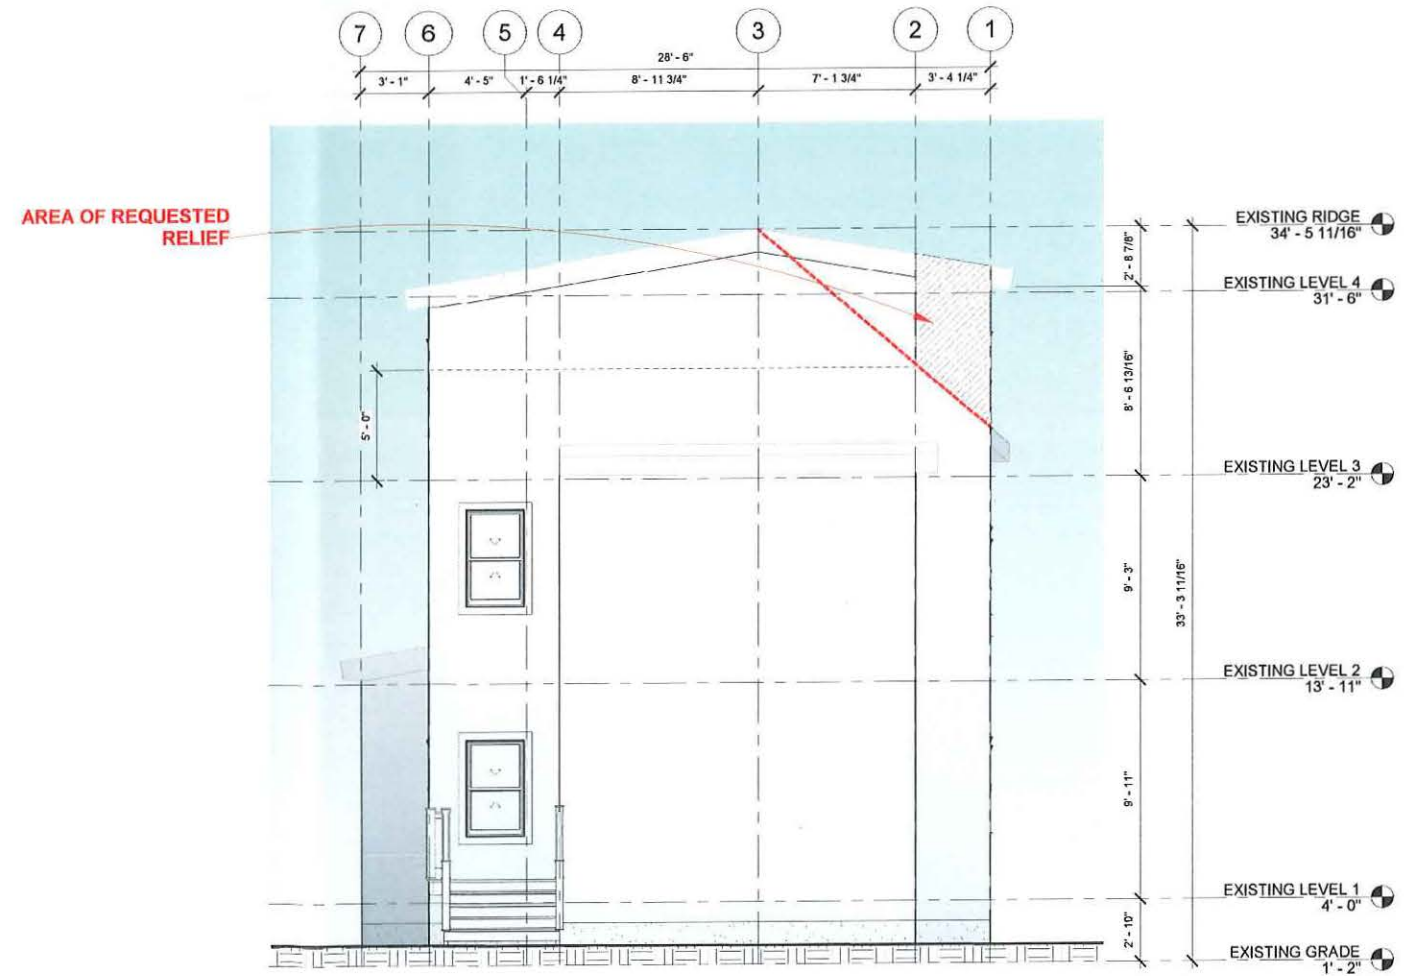 7
6
5
4
3
2
1
28' - 6"
3' - 1"
4' - 5"
1' - 6 1/4"
8' - 11 3/4"
7' - 1 3/4"
3' - 4 1/4"
AREA OF REQUESTED
RELIEF
EXISTING RIDGE
34' - 5 11/16"
2' - 8 7/8"
EXISTING LEVEL 4
31' - 6"
8' - 6 13/16"
5' - 0"
EXISTING LEVEL 3
23' - 2"
9' - 3"
33' - 3 11/16"
EXISTING LEVEL 2
13' - 11"
9' - 11"
EXISTING LEVEL 1
4' - 0"
2' - 10"
EXISTING GRADE
1' - 2"